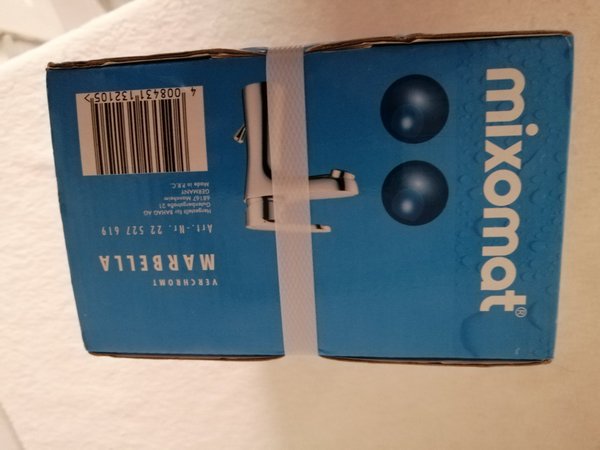 mixomat®
VERCHROMT
MARBELLA
Art.-Nr. 22 527 619
Hergestellt für BAHAG AG
Gutenbergstraße 21
68167 Mannheim
GERMANY
Made in P.R.C.
4 008431 132105 >